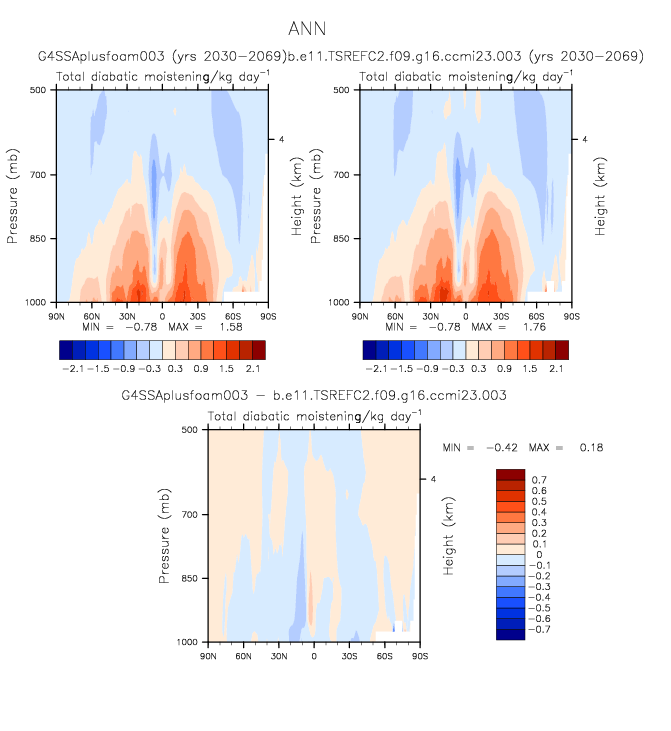 ANN
G4SSAplusfoam003 (yrs 2030-2069)b.e11.TSREFC2.f09.g16.ccmi23.003 (yrs 2030-2069)
Total diabatic moistening/kg day⁻¹ Total diabatic moistening/kg day⁻¹
500 700 850 1000
Pressure (mb)
90N 60N 30N 0 30S 60S 90S
4
Height (km)
MIN = -0.78 MAX = 1.58
-2.1 -1.5 -0.9 -0.3 0.3 0.9 1.5 2.1
500 700 850 1000
Pressure (mb)
90N 60N 30N 0 30S 60S 90S
4
Height (km)
MIN = -0.78 MAX = 1.76
-2.1 -1.5 -0.9 -0.3 0.3 0.9 1.5 2.1
G4SSAplusfoam003 - b.e11.TSREFC2.f09.g16.ccmi23.003
Total diabatic moistening/kg day⁻¹
500 700 850 1000
Pressure (mb)
90N 60N 30N 0 30S 60S 90S
4
Height (km)
MIN = -0.42 MAX = 0.18
0.7
0.6
0.5
0.4
0.3
0.2
0.1
0
-0.1
-0.2
-0.3
-0.4
-0.5
-0.6
-0.7